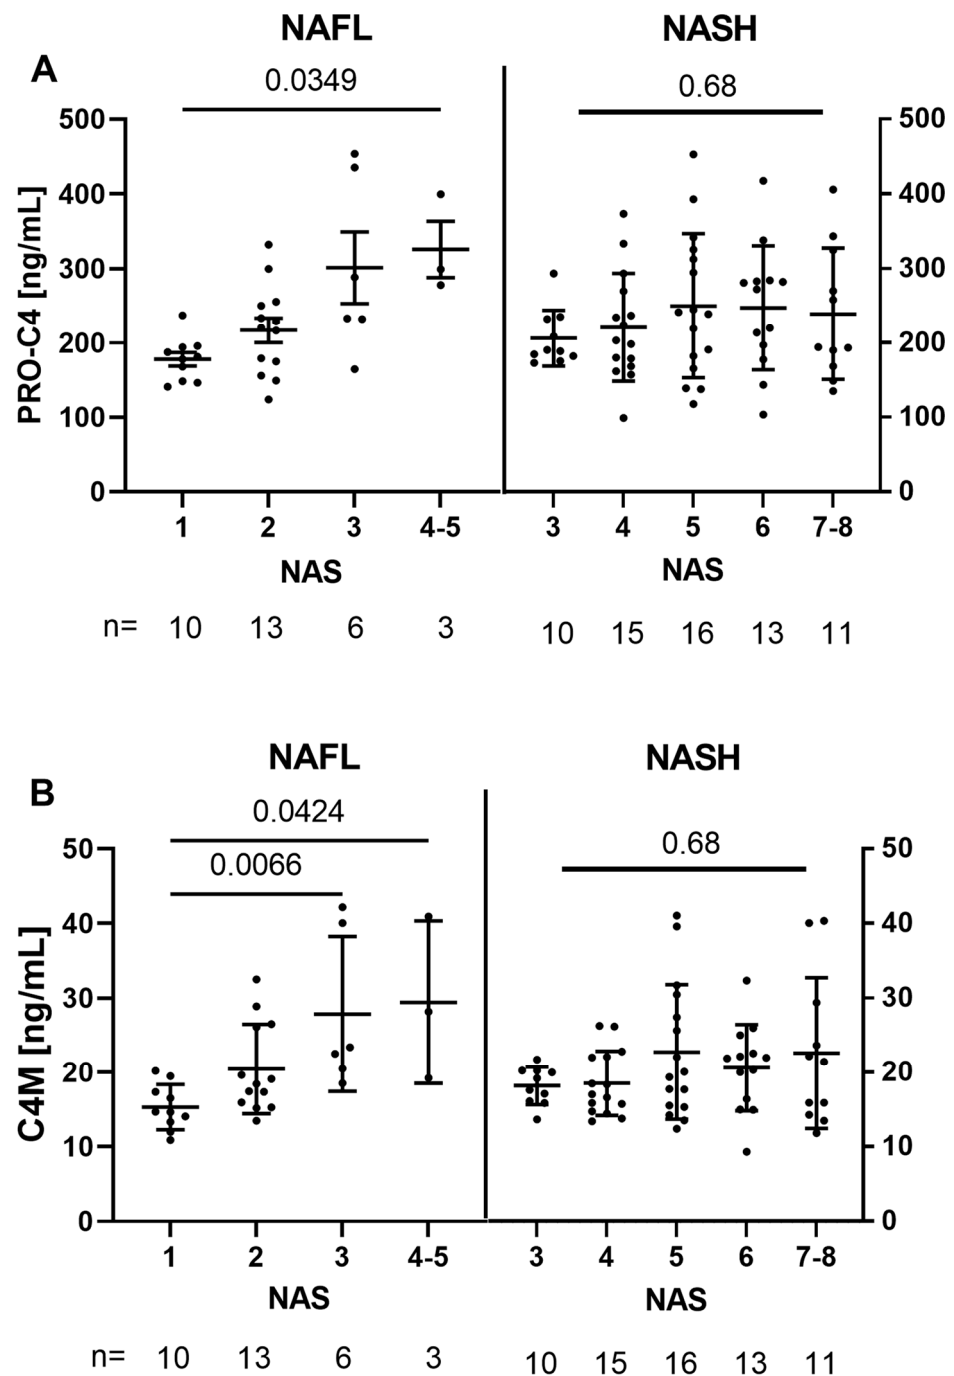 NAFL NASH
A
0.0349 0.68
500 500
400 400
300 300
200 200
100 100
0 0
PRO-C4 [ng/mL]
1 2 3 4-5 3 4 5 6 7-8
NAS NAS
n= 10 13 6 3 10 15 16 13 11
NAFL NASH
B
0.0424
0.68
0.0066
50 50
40 40
30 30
20 20
10 10
0 0
C4M [ng/mL]
1 2 3 4-5 3 4 5 6 7-8
NAS NAS
n= 10 13 6 3 10 15 16 13 11